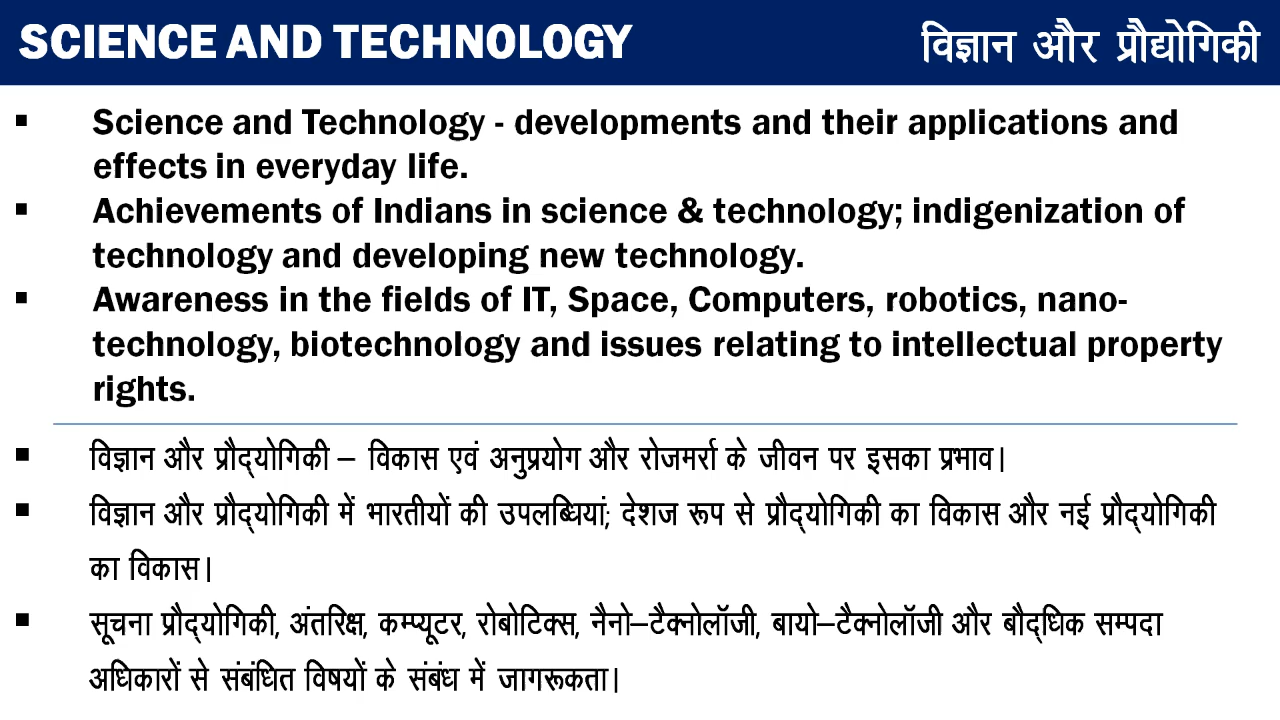 SCIENCE AND TECHNOLOGY विज्ञान और प्रौद्योगिकी
▪ Science and Technology - developments and their applications and
effects in everyday life.
▪ Achievements of Indians in science & technology; indigenization of
technology and developing new technology.
▪ Awareness in the fields of IT, Space, Computers, robotics, nano-
technology, biotechnology and issues relating to intellectual property
rights.
▪ विज्ञान और प्रौद्‌योगिकी – विकास एवं अनुप्रयोग और रोजमर्रा के जीवन पर इसका प्रभाव।
▪ विज्ञान और प्रौद्‌योगिकी में भारतीयों की उपलब्धियां; देशज रूप से प्रौद्‌योगिकी का विकास और नई प्रौद्‌योगिकी
का विकास।
▪ सूचना प्रौद्‌योगिकी, अंतरिक्ष, कम्प्यूटर, रोबोटिक्स, नैनो–टैक्नोलॉजी, बायो–टैक्नोलॉजी और बौद्‌धिक सम्पदा
अधिकारों से संबंधित विषयों के संबंध में जागरूकता।